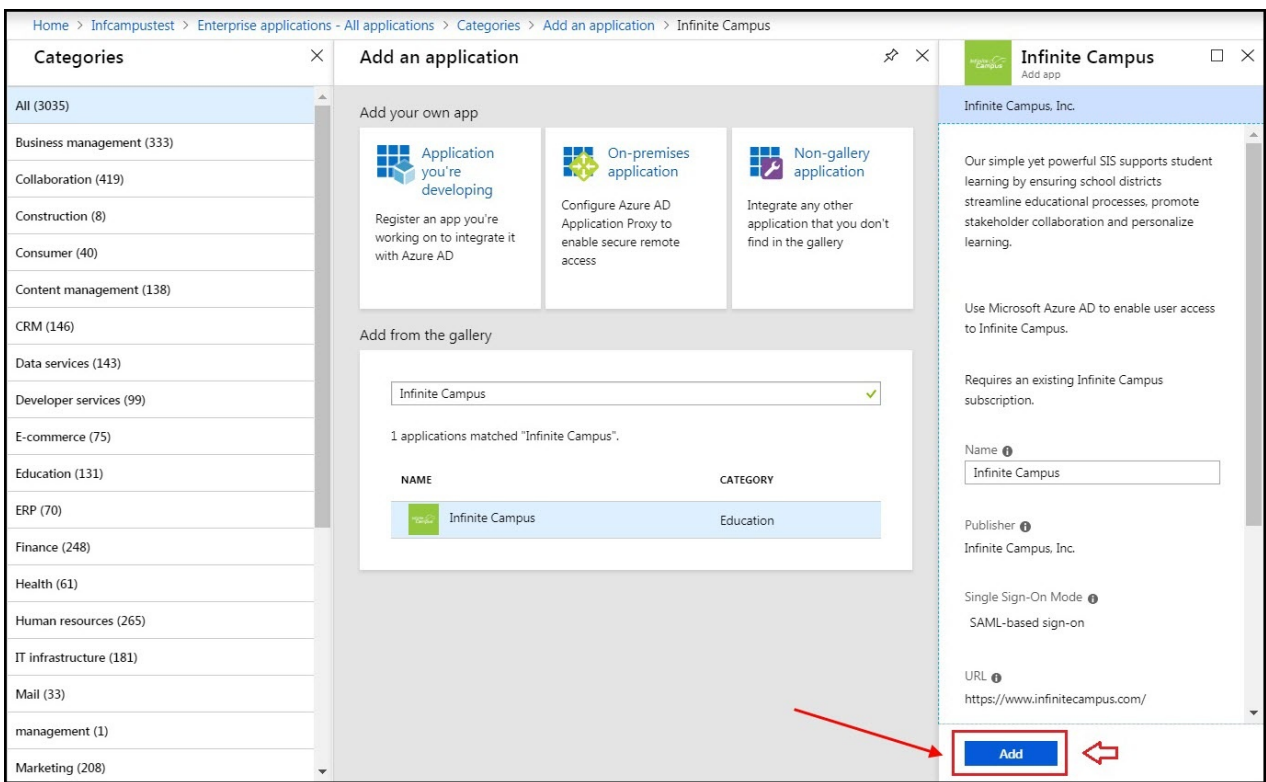 Home > Infcampustest > Enterprise applications - All applications > Categories > Add an application > Infinite Campus
Categories
All (3035)
Business management (333)
Collaboration (419)
Construction (8)
Consumer (40)
Content management (138)
CRM (146)
Data services (143)
Developer services (99)
E-commerce (75)
Education (131)
ERP (70)
Finance (248)
Health (61)
Human resources (265)
IT infrastructure (181)
Mail (33)
management (1)
Marketing (208)
Add an application
Add your own app
Application
you're
developing
Register an app you're
working on to integrate it
with Azure AD
On-premises
application
Configure Azure AD
Application Proxy to
enable secure remote
access
Non-gallery
application
Integrate any other
application that you don't
find in the gallery
Add from the gallery
Infinite Campus
1 applications matched "Infinite Campus".
NAME CATEGORY
Infinite Campus Education
Infinite Campus
Add app
Infinite Campus, Inc.
Our simple yet powerful SIS supports student
learning by ensuring school districts
streamline educational processes, promote
stakeholder collaboration and personalize
learning.
Use Microsoft Azure AD to enable user access
to Infinite Campus.
Requires an existing Infinite Campus
subscription.
Name
Infinite Campus
Publisher
Infinite Campus, Inc.
Single Sign-On Mode
SAML-based sign-on
URL
https://www.infinitecampus.com/
Add